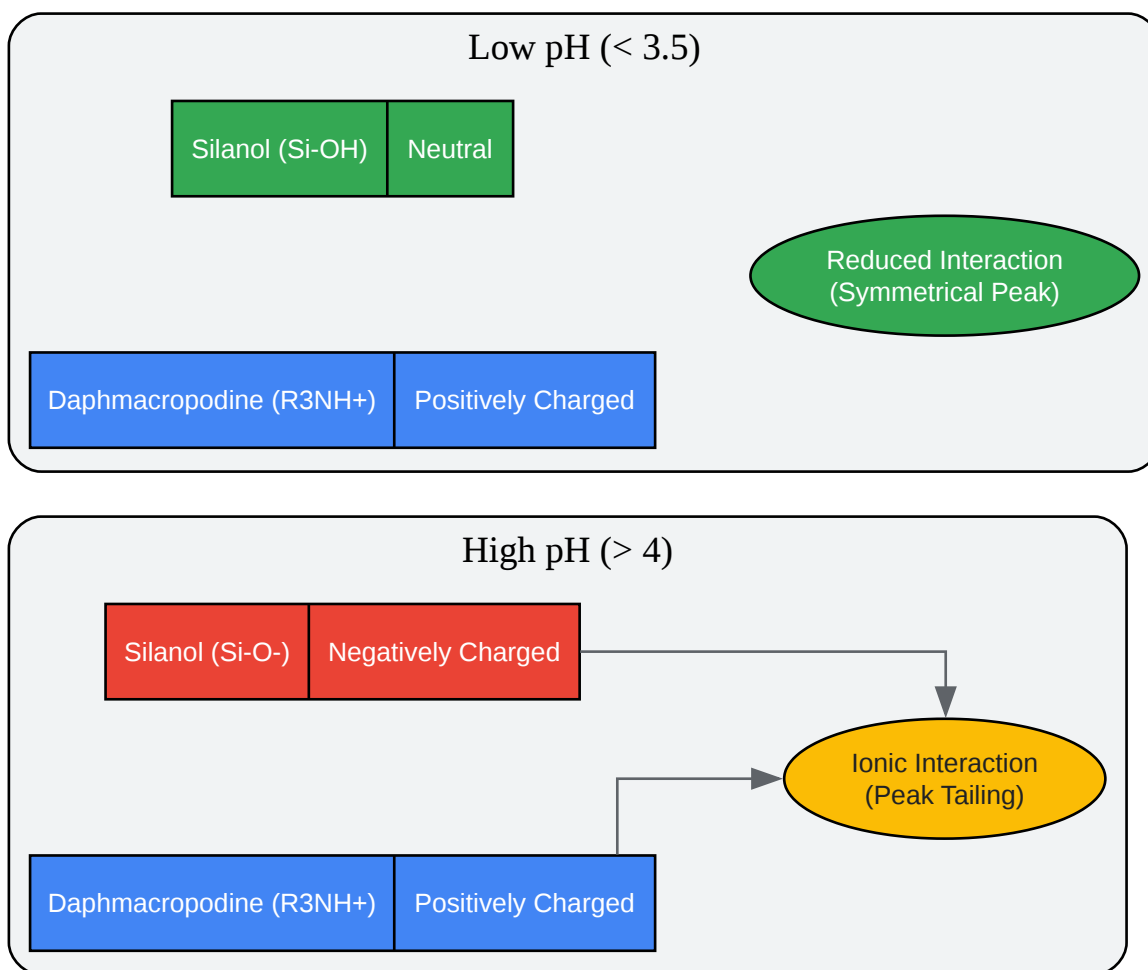 Low pH (< 3.5)
Silanol (Si-OH) Neutral
Reduced Interaction
(Symmetrical Peak)
Daphmacropodine (R3NH+) Positively Charged
High pH (> 4)
Silanol (Si-O-) Negatively Charged
Ionic Interaction
(Peak Tailing)
Daphmacropodine (R3NH+) Positively Charged